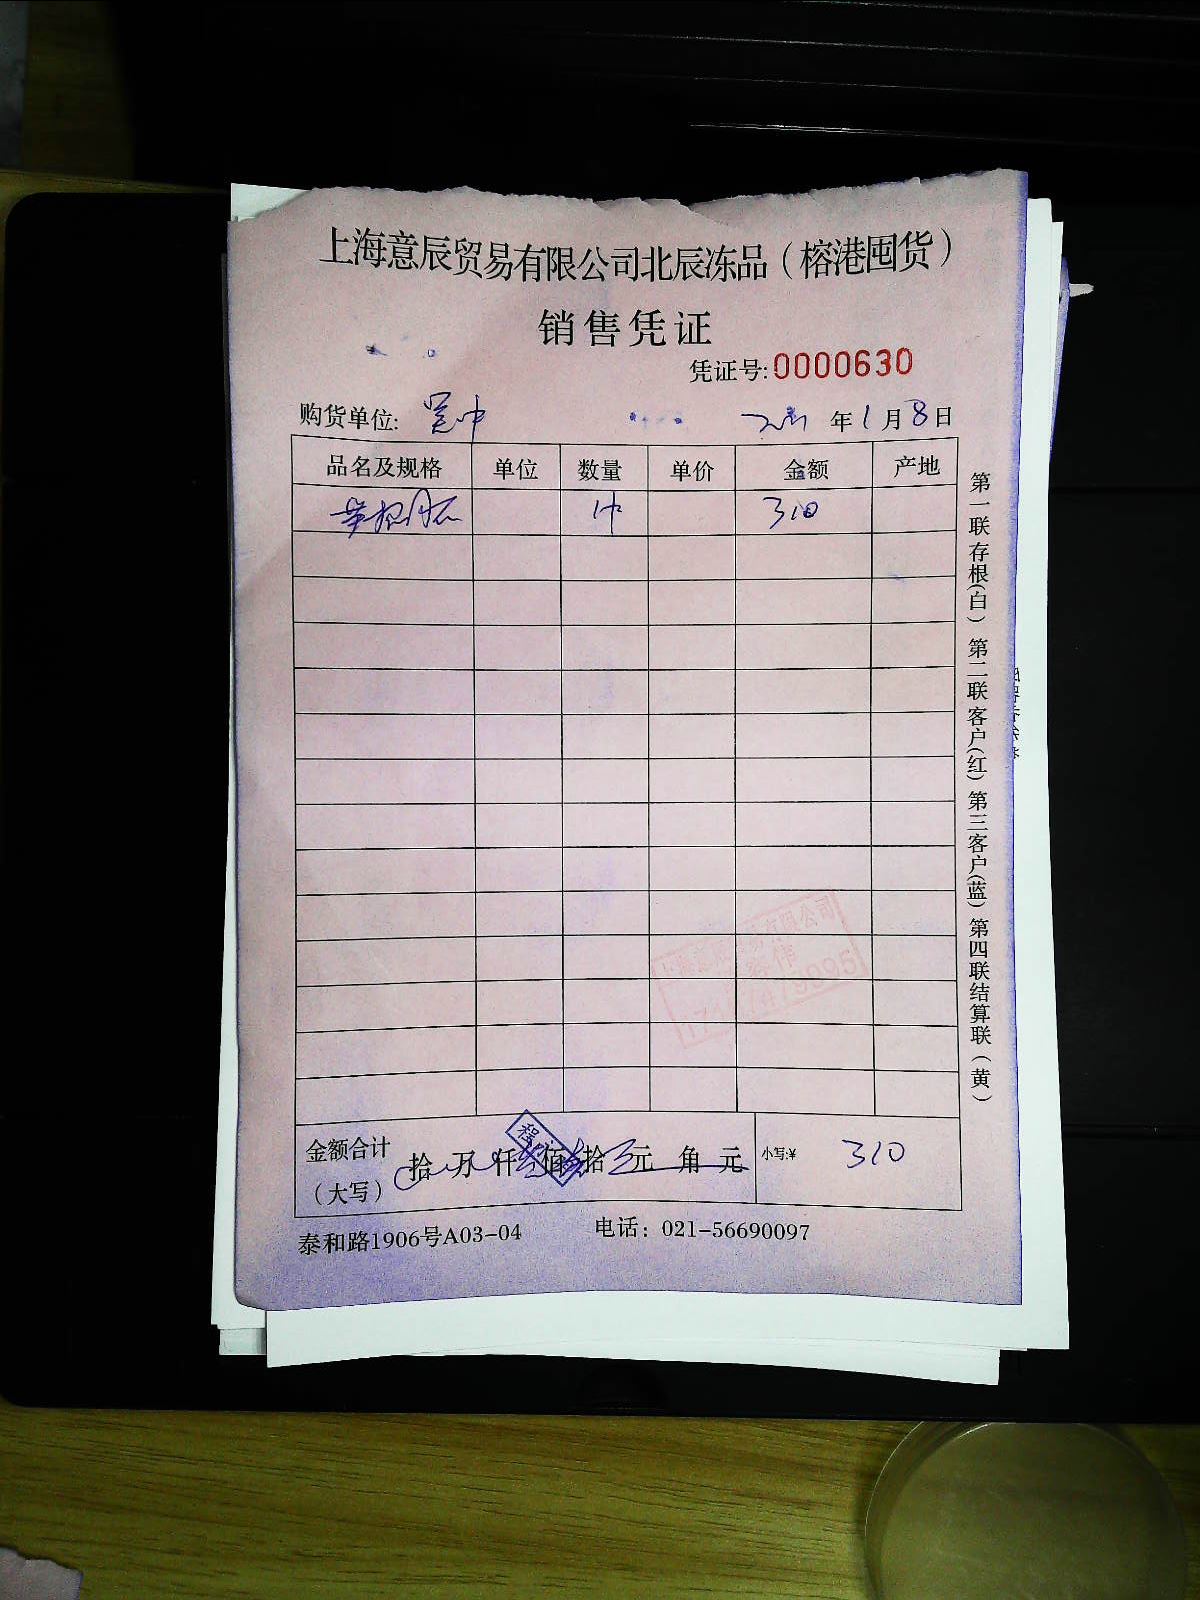 上海意辰贸易有限公司北辰冻品（榕港囤货）
销售凭证
凭证号:0000630
购货单位: 年1月8日
品名及规格 单位 数量 单价 金额 产地
1件 310
金额合计（大写） 拾 万 仟 佰 拾 元 角 元 小写:¥ 310
泰和路1906号A03-04 电话：021-56690097
第一联存根(白) 第二联客户(红) 第三客户(蓝) 第四联结算联（黄）